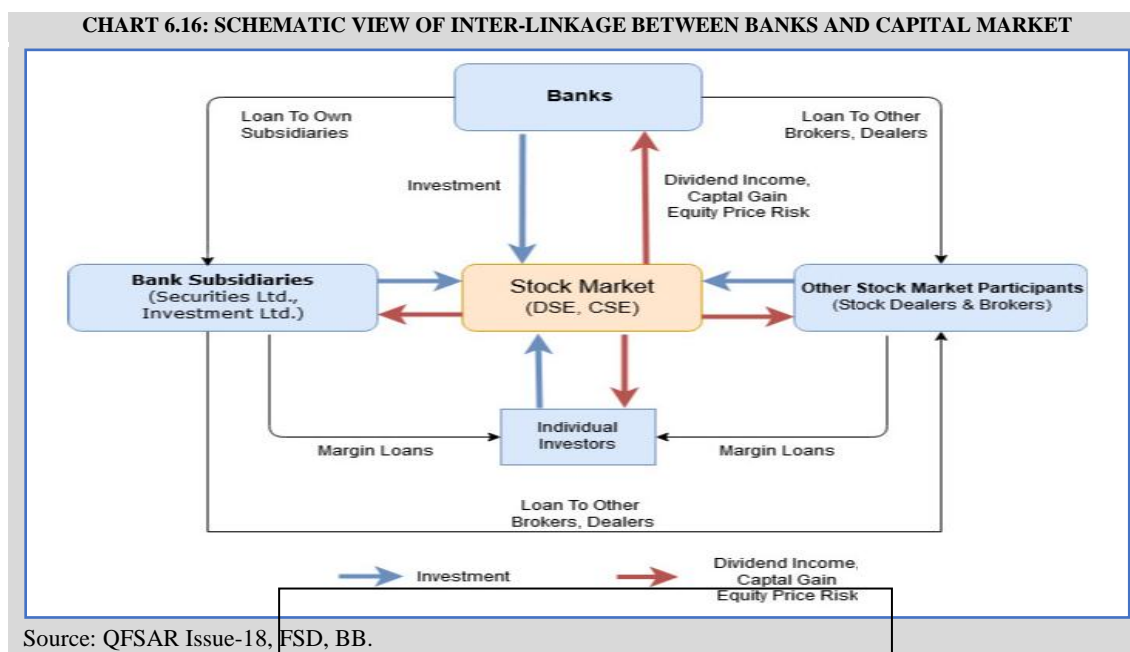 CHART 6.16: SCHEMATIC VIEW OF INTER-LINKAGE BETWEEN BANKS AND CAPITAL MARKET
Banks
Loan To Own
Subsidiaries
Loan To Other
Brokers, Dealers
Investment
Dividend Income,
Captal Gain
Equity Price Risk
Bank Subsidiaries
(Securities Ltd.,
Investment Ltd.)
Stock Market
(DSE, CSE)
Other Stock Market Participants
(Stock Dealers & Brokers)
Individual
Investors
Margin Loans
Margin Loans
Loan To Other
Brokers, Dealers
Investment
Dividend Income,
Captal Gain
Equity Price Risk
Source: QFSAR Issue-18, FSD, BB.